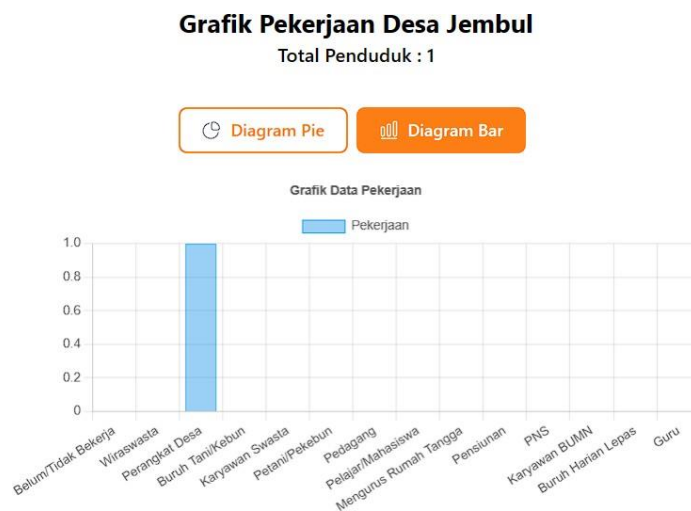 Grafik Pekerjaan Desa Jembul
Total Penduduk : 1
Diagram Pie
Diagram Bar
Grafik Data Pekerjaan
Pekerjaan
1.0
0.8
0.6
0.4
0.2
0
Belum/Tidak Bekerja
Wiraswasta
Perangkat Desa
Buruh Tani/Kebun
Karyawan Swasta
Petani/Pekebun
Pedagang
Pelajar/Mahasiswa
Mengurus Rumah Tangga
Pensiunan
PNS
Karyawan BUMN
Buruh Harian Lepas
Guru